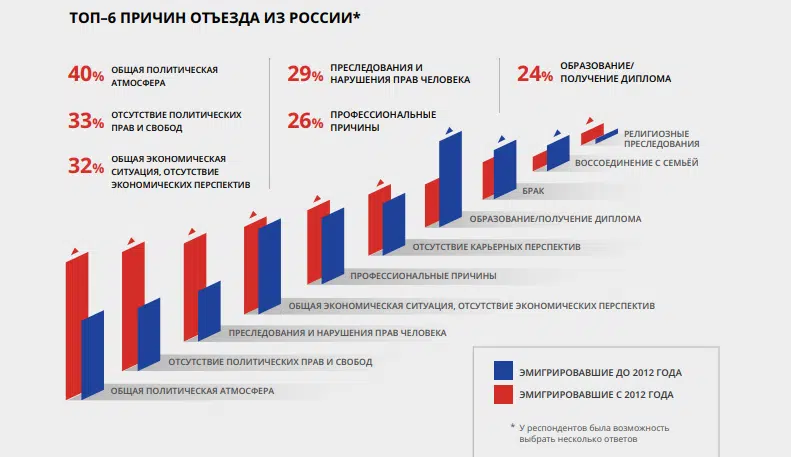 ТОП–6 ПРИЧИН ОТЪЕЗДА ИЗ РОССИИ*
40% ОБЩАЯ ПОЛИТИЧЕСКАЯ
АТМОСФЕРА
33% ОТСУТСТВИЕ ПОЛИТИЧЕСКИХ
ПРАВ И СВОБОД
32% ОБЩАЯ ЭКОНОМИЧЕСКАЯ
СИТУАЦИЯ, ОТСУТСТВИЕ
ЭКОНОМИЧЕСКИХ ПЕРСПЕКТИВ
29% ПРЕСЛЕДОВАНИЯ И
НАРУШЕНИЯ ПРАВ ЧЕЛОВЕКА
26% ПРОФЕССИОНАЛЬНЫЕ
ПРИЧИНЫ
24% ОБРАЗОВАНИЕ/
ПОЛУЧЕНИЕ ДИПЛОМА
РЕЛИГИОЗНЫЕ
ПРЕСЛЕДОВАНИЯ
ВОССОЕДИНЕНИЕ С СЕМЬЁЙ
БРАК
ОБРАЗОВАНИЕ/ПОЛУЧЕНИЕ ДИПЛОМА
ОТСУТСТВИЕ КАРЬЕРНЫХ ПЕРСПЕКТИВ
ПРОФЕССИОНАЛЬНЫЕ ПРИЧИНЫ
ОБЩАЯ ЭКОНОМИЧЕСКАЯ СИТУАЦИЯ, ОТСУТСТВИЕ ЭКОНОМИЧЕСКИХ ПЕРСПЕКТИВ
ПРЕСЛЕДОВАНИЯ И НАРУШЕНИЯ ПРАВ ЧЕЛОВЕКА
ОТСУТСТВИЕ ПОЛИТИЧЕСКИХ ПРАВ И СВОБОД
ОБЩАЯ ПОЛИТИЧЕСКАЯ АТМОСФЕРА
ЭМИГРИРОВАВШИЕ ДО 2012 ГОДА
ЭМИГРИРОВАВШИЕ С 2012 ГОДА
* У респондентов была возможность
выбрать несколько ответов